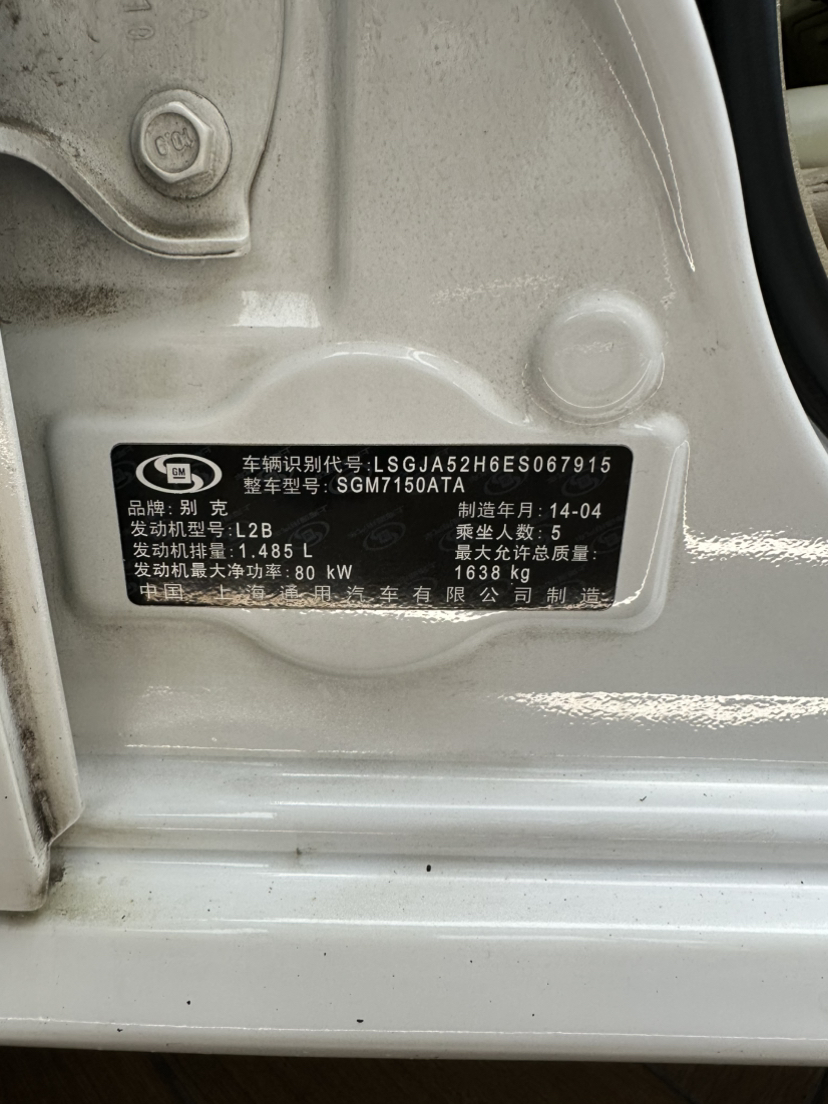 10
8.8
GM
车辆识别代号:LSGJA52H6ES067915
整车型号:SGM7150ATA
品牌:别 克
制造年月:14-04
发动机型号:L2B
乘坐人数:5
发动机排量:1.485 L
最大允许总质量:
发动机最大净功率:80 kW
1638 kg
中国 上海通用汽车有限公司制造